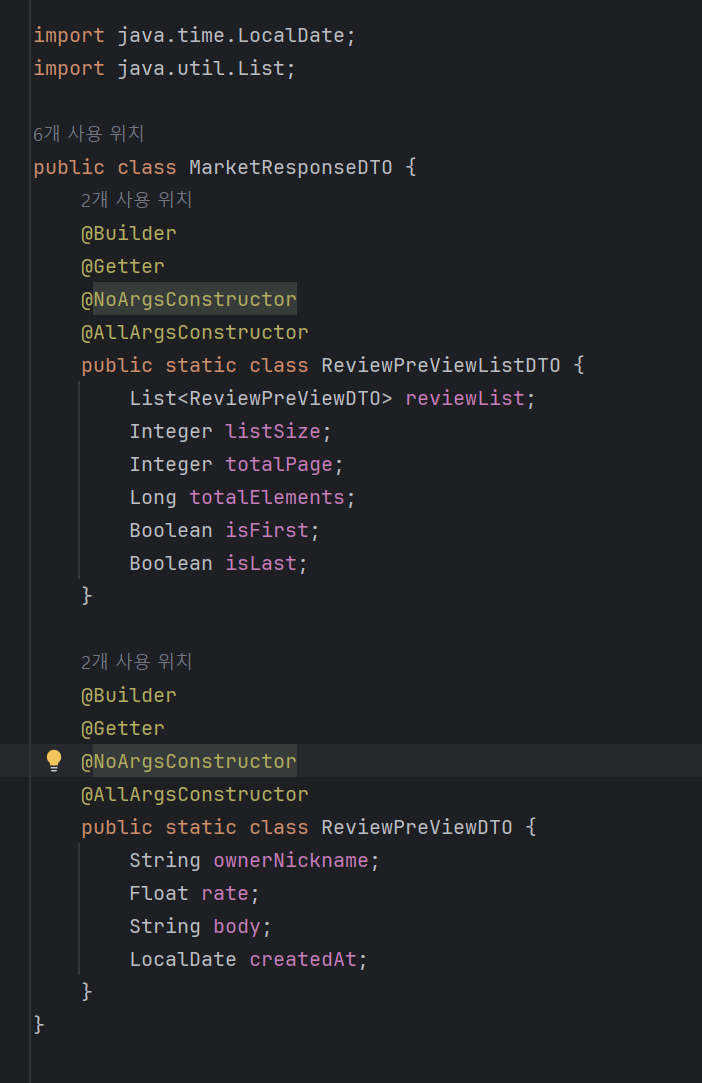 import java.time.LocalDate;
import java.util.List;
6개 사용 위치
public class MarketResponseDTO {
2개 사용 위치
@Builder
@Getter
@NoArgsConstructor
@AllArgsConstructor
public static class ReviewPreViewListDTO {
List<ReviewPreViewDTO> reviewList;
Integer listSize;
Integer totalPage;
Long totalElements;
Boolean isFirst;
Boolean isLast;
}
2개 사용 위치
@Builder
@Getter
@NoArgsConstructor
@AllArgsConstructor
public static class ReviewPreViewDTO {
String ownerNickname;
Float rate;
String body;
LocalDate createdAt;
}
}